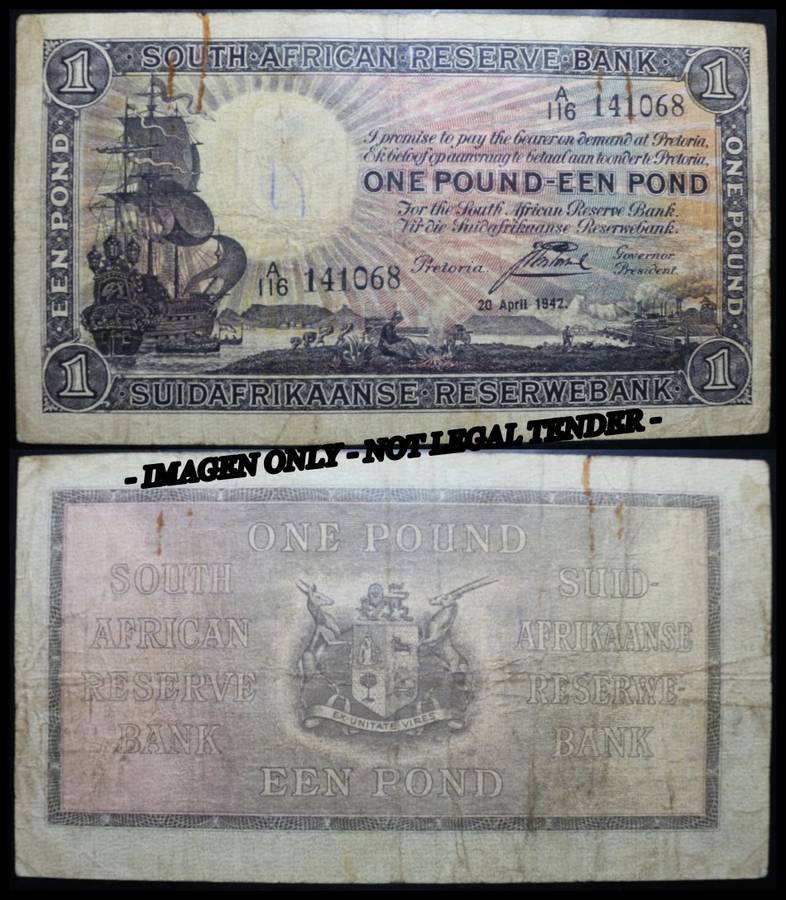 SOUTH·AFRICAN·RESERVE·BANK
1
1
A
116 141068
I promise to pay the bearer on demand at Pretoria,
Ek beloof op aanvraag te betaal aan toonder te Pretoria,
ONE POUND-EEN POND
For the South African Reserve Bank.
Vir die Suidafrikaanse Reserwebank.
A
116 141068
Pretoria.
Governor
President.
20 April 1942.
EEN POND
ONE POUND
1
1
SUIDAFRIKAANSE·RESERWEBANK
- IMAGEN ONLY - NOT LEGAL TENDER -
ONE POUND
SOUTH
AFRICAN
RESERVE
BANK
SUID-
AFRIKAANSE
RESERWE-
BANK
EX UNITATE VIRES
EEN POND